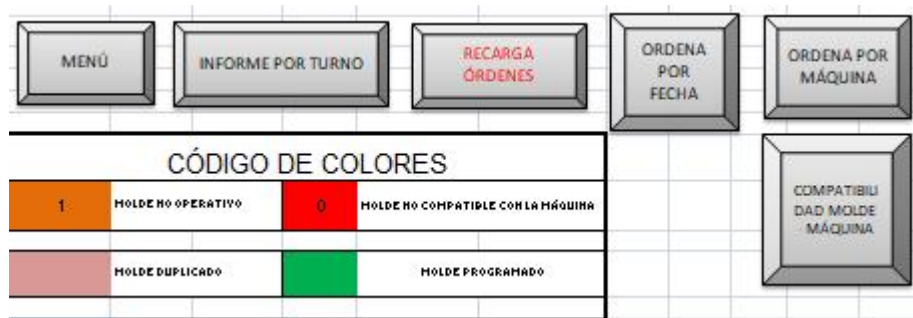 MENÚ
INFORME POR TURNO
RECARGA
ÓRDENES
ORDENA
POR
FECHA
ORDENA POR
MÁQUINA
CÓDIGO DE COLORES
1
MOLDE NO OPERATIVO
0
MOLDE NO COMPATIBLE CON LA MÁQUINA
COMPATIBILI
DAD MOLDE
MÁQUINA
MOLDE DUPLICADO
MOLDE PROGRAMADO